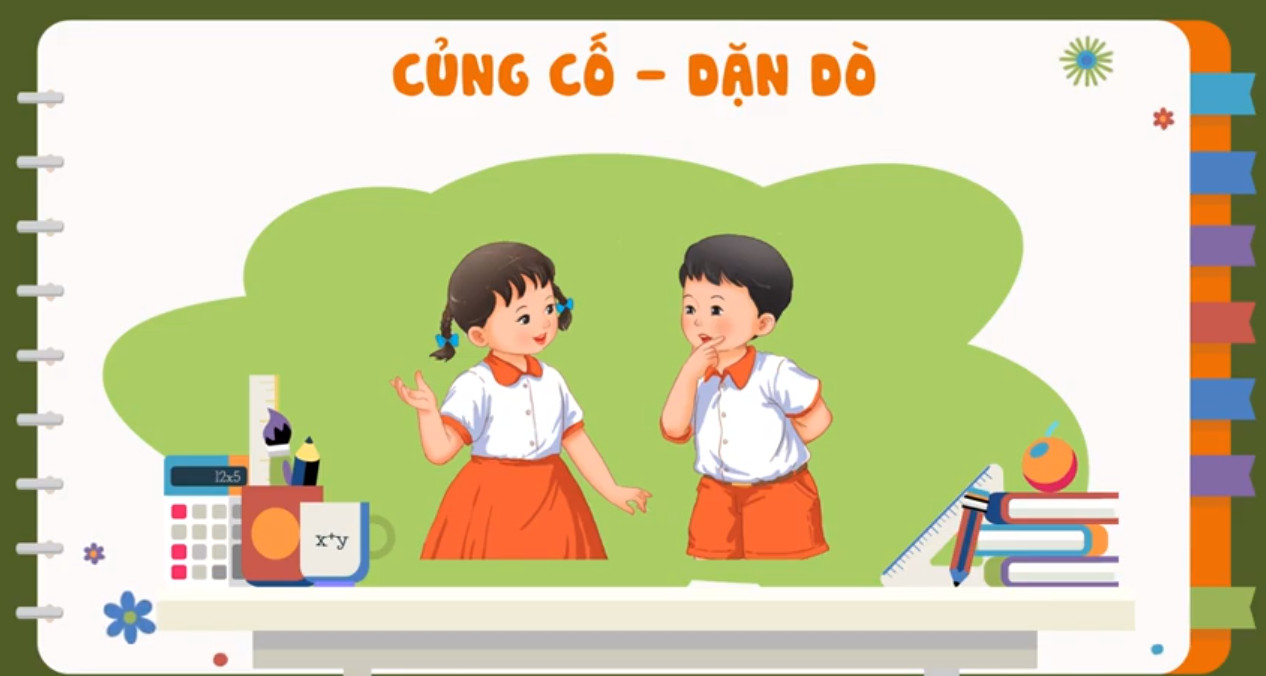 CỦNG CỐ – DẶN DÒ
12x5
x+y